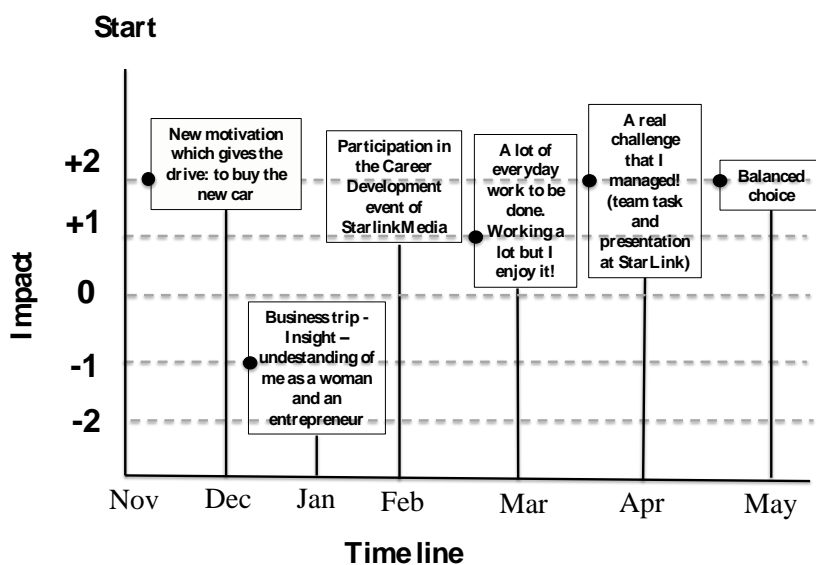 Start
New motivation
which gives the
drive: to buy the
new car
Participation in
the Career
Development
event of
StarlinkMedia
A lot of
everyday
work to be
done.
Working a
lot but I
enjoy it!
A real
challenge
that I
managed!
(team task
and
presentation
at StarLink)
Balanced
choice
Business trip -
Insight –
undestanding of
me as a woman
and an
entrepreneur
+2
+1
0
-1
-2
Impact
Nov
Dec
Jan
Feb
Mar
Apr
May
Time line